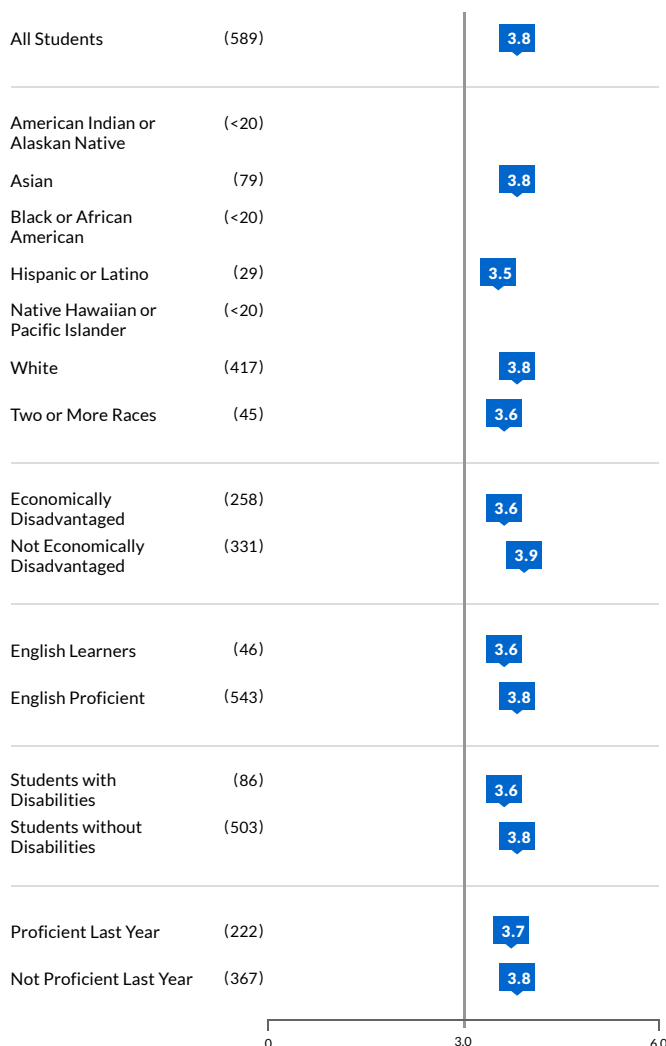 All Students (589) 3.8
American Indian or (<20)
Alaskan Native
Asian (79) 3.8
Black or African (<20)
American
Hispanic or Latino (29) 3.5
Native Hawaiian or (<20)
Pacific Islander
White (417) 3.8
Two or More Races (45) 3.6
Economically (258) 3.6
Disadvantaged
Not Economically (331) 3.9
Disadvantaged
English Learners (46) 3.6
English Proficient (543) 3.8
Students with (86) 3.6
Disabilities
Students without (503) 3.8
Disabilities
Proficient Last Year (222) 3.7
Not Proficient Last Year (367) 3.8
0 3.0 6.0